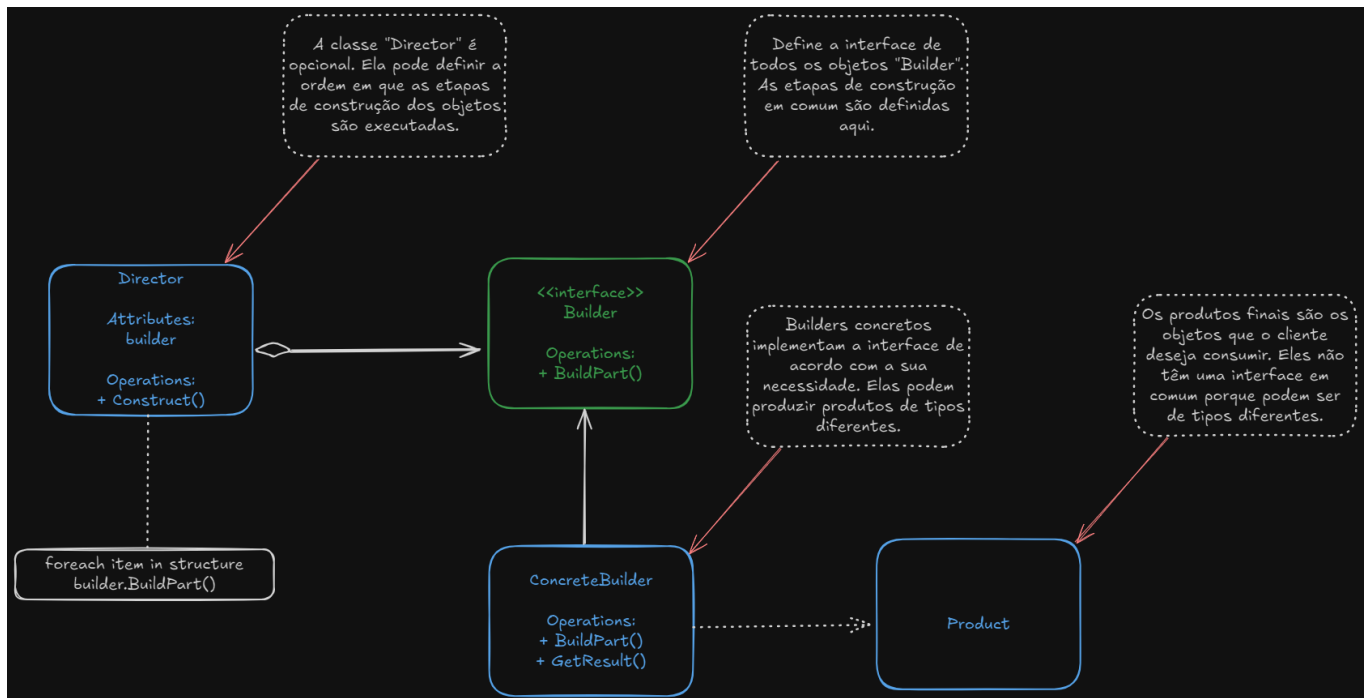 A classe "Director" é
opcional. Ela pode definir a
ordem em que as etapas
de construção dos objetos
são executadas.
Define a interface de
todos os objetos "Builder".
As etapas de construção
em comum são definidas
aqui.
Director
Attributes:
builder
Operations:
+ Construct()
<<interface>>
Builder
Operations:
+ BuildPart()
Builders concretos
implementam a interface de
acordo com a sua
necessidade. Elas podem
produzir produtos de tipos
diferentes.
Os produtos finais são os
objetos que o cliente
deseja consumir. Eles não
têm uma interface em
comum porque podem ser
de tipos diferentes.
foreach item in structure
builder.BuildPart()
ConcreteBuilder
Operations:
+ BuildPart()
+ GetResult()
Product